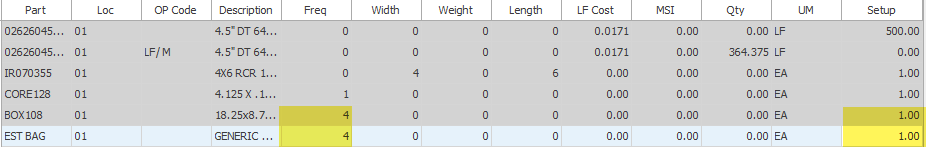 Part Loc OP Code Description Freq Width Weight Length LF Cost MSI Qty UM Setup
02626045... 01 4.5" DT 64... 0 0 0 0 0.0171 0.00 0.00 LF 500.00
02626045... 01 LF/M 4.5" DT 64... 0 0 0 0 0.0171 0.00 364.375 LF 0.00
IR070355 01 4X6 RCR 1... 0 4 0 6 0.00 0.00 0.00 EA 1.00
CORE128 01 4.125 X .1... 1 0 0 0 0.00 0.00 0.00 EA 1.00
BOX108 01 18.25x8.7... 4 0 0 0 0.00 0.00 0.00 EA 1.00
EST BAG 01 GENERIC ... 4 0 0 0 0.00 0.00 0.00 EA 1.00